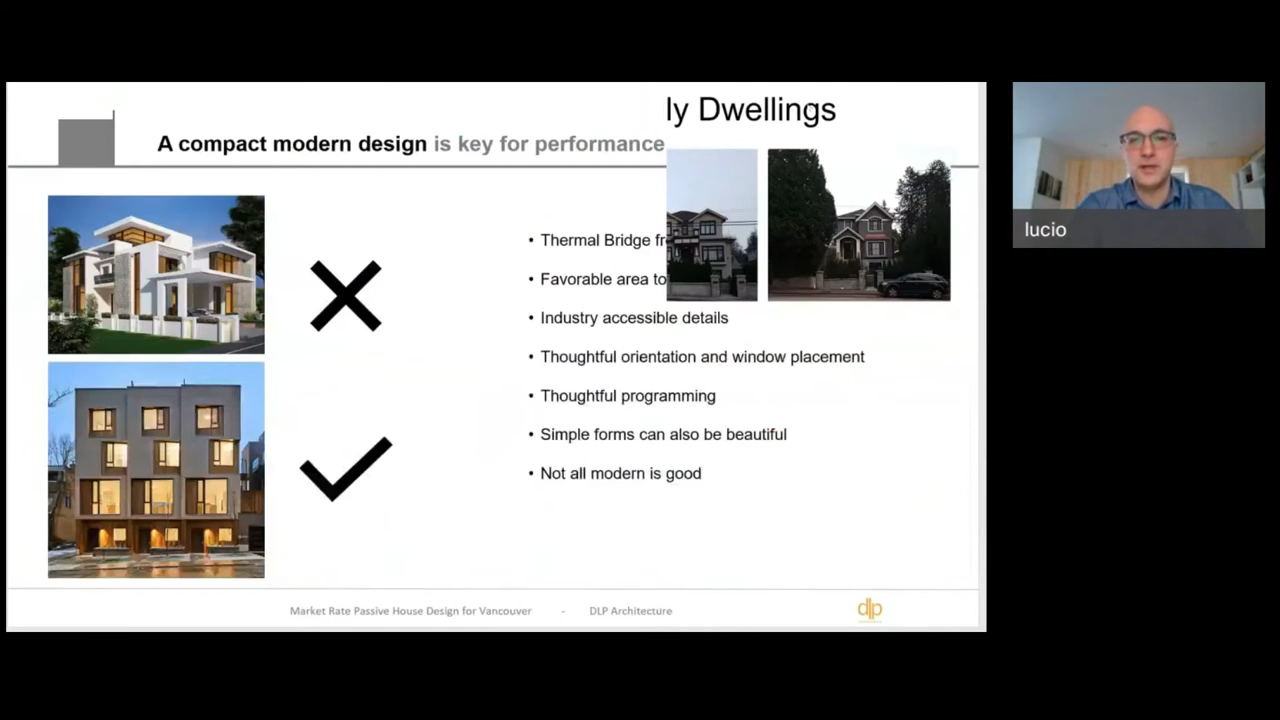 ly Dwellings
A compact modern design is key for performance
• Thermal Bridge fr
• Favorable area to
• Industry accessible details
• Thoughtful orientation and window placement
• Thoughtful programming
• Simple forms can also be beautiful
• Not all modern is good
Market Rate Passive House Design for Vancouver - DLP Architecture
dlp
lucio